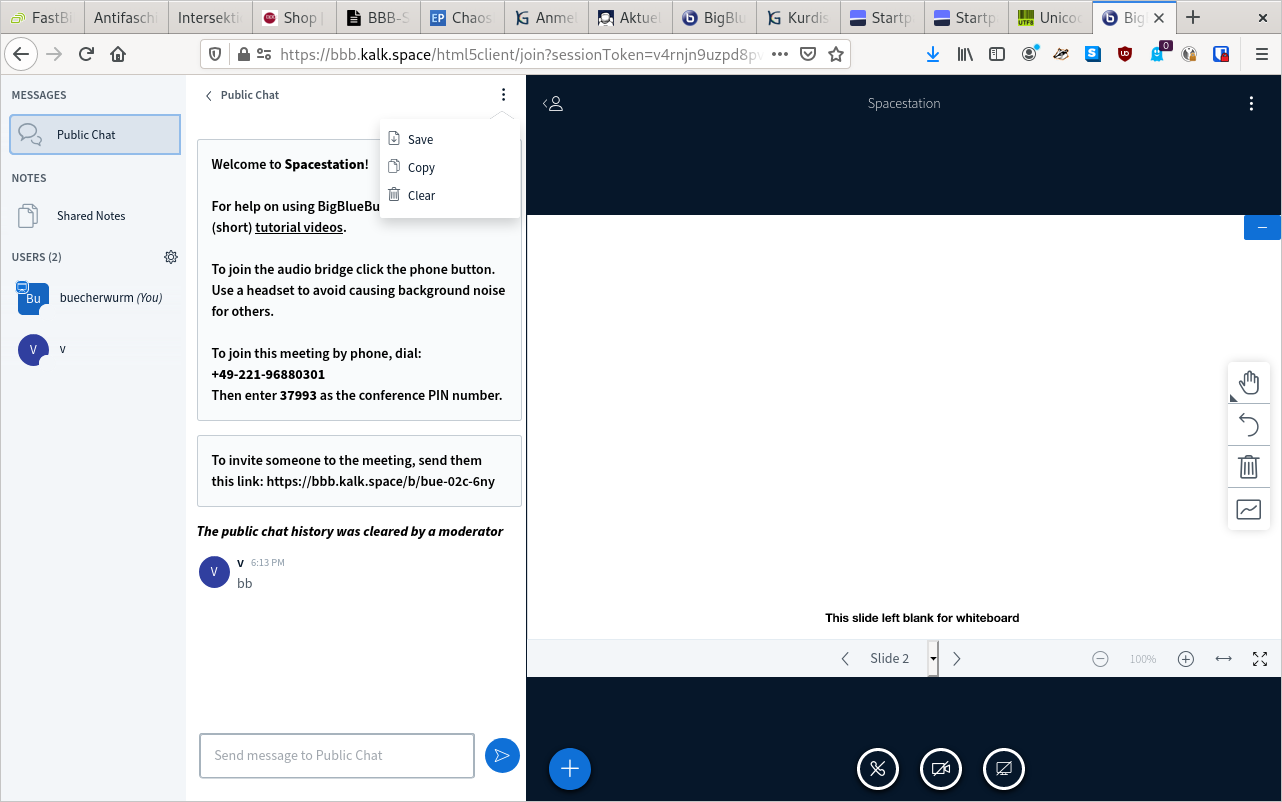 FastBi
Antifaschi
Intersekti
Shop |
BBB-S
Chaos
Anmel
Aktuel
BigBlu
Kurdis
Startp
Startp
Unicod
Big
https://bbb.kalk.space/html5client/join?sessionToken=v4rnjn9uzpd8pv
0
MESSAGES
Public Chat
NOTES
Shared Notes
USERS (2)
Bu
buecherwurm (You)
V
v
Public Chat
Save
Copy
Clear
Welcome to Spacestation!
For help on using BigBlueBu
(short) tutorial videos.
To join the audio bridge click the phone button.
Use a headset to avoid causing background noise
for others.
To join this meeting by phone, dial:
+49-221-96880301
Then enter 37993 as the conference PIN number.
To invite someone to the meeting, send them
this link: https://bbb.kalk.space/b/bue-02c-6ny
The public chat history was cleared by a moderator
V
v 6:13 PM
bb
Send message to Public Chat
Spacestation
This slide left blank for whiteboard
Slide 2
100%